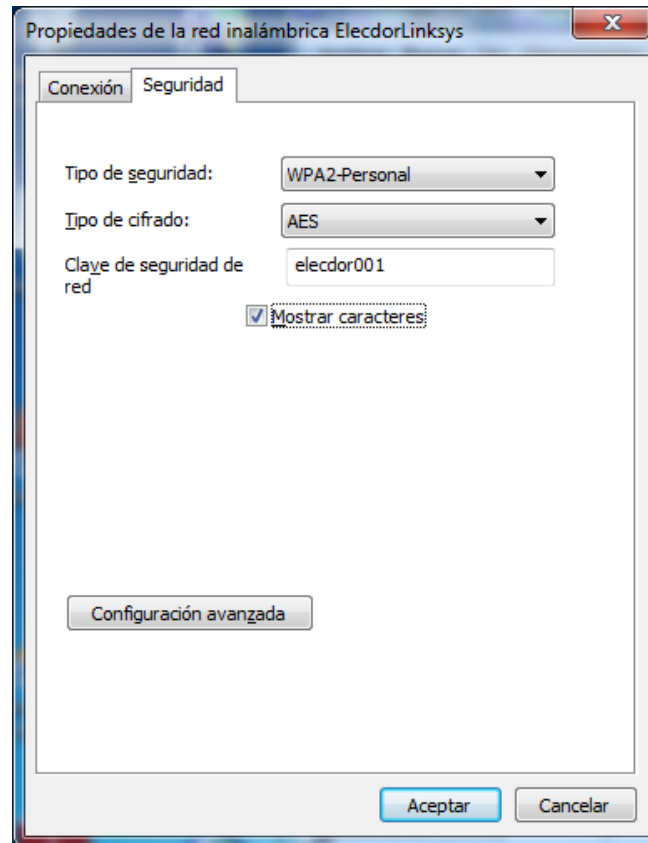 Propiedades de la red inalámbrica ElecdorLinksys
Conexión Seguridad
Tipo de seguridad: WPA2-Personal
Tipo de cifrado: AES
Clave de seguridad de elecdor001
red
Mostrar caracteres
Configuración avanzada
Aceptar Cancelar